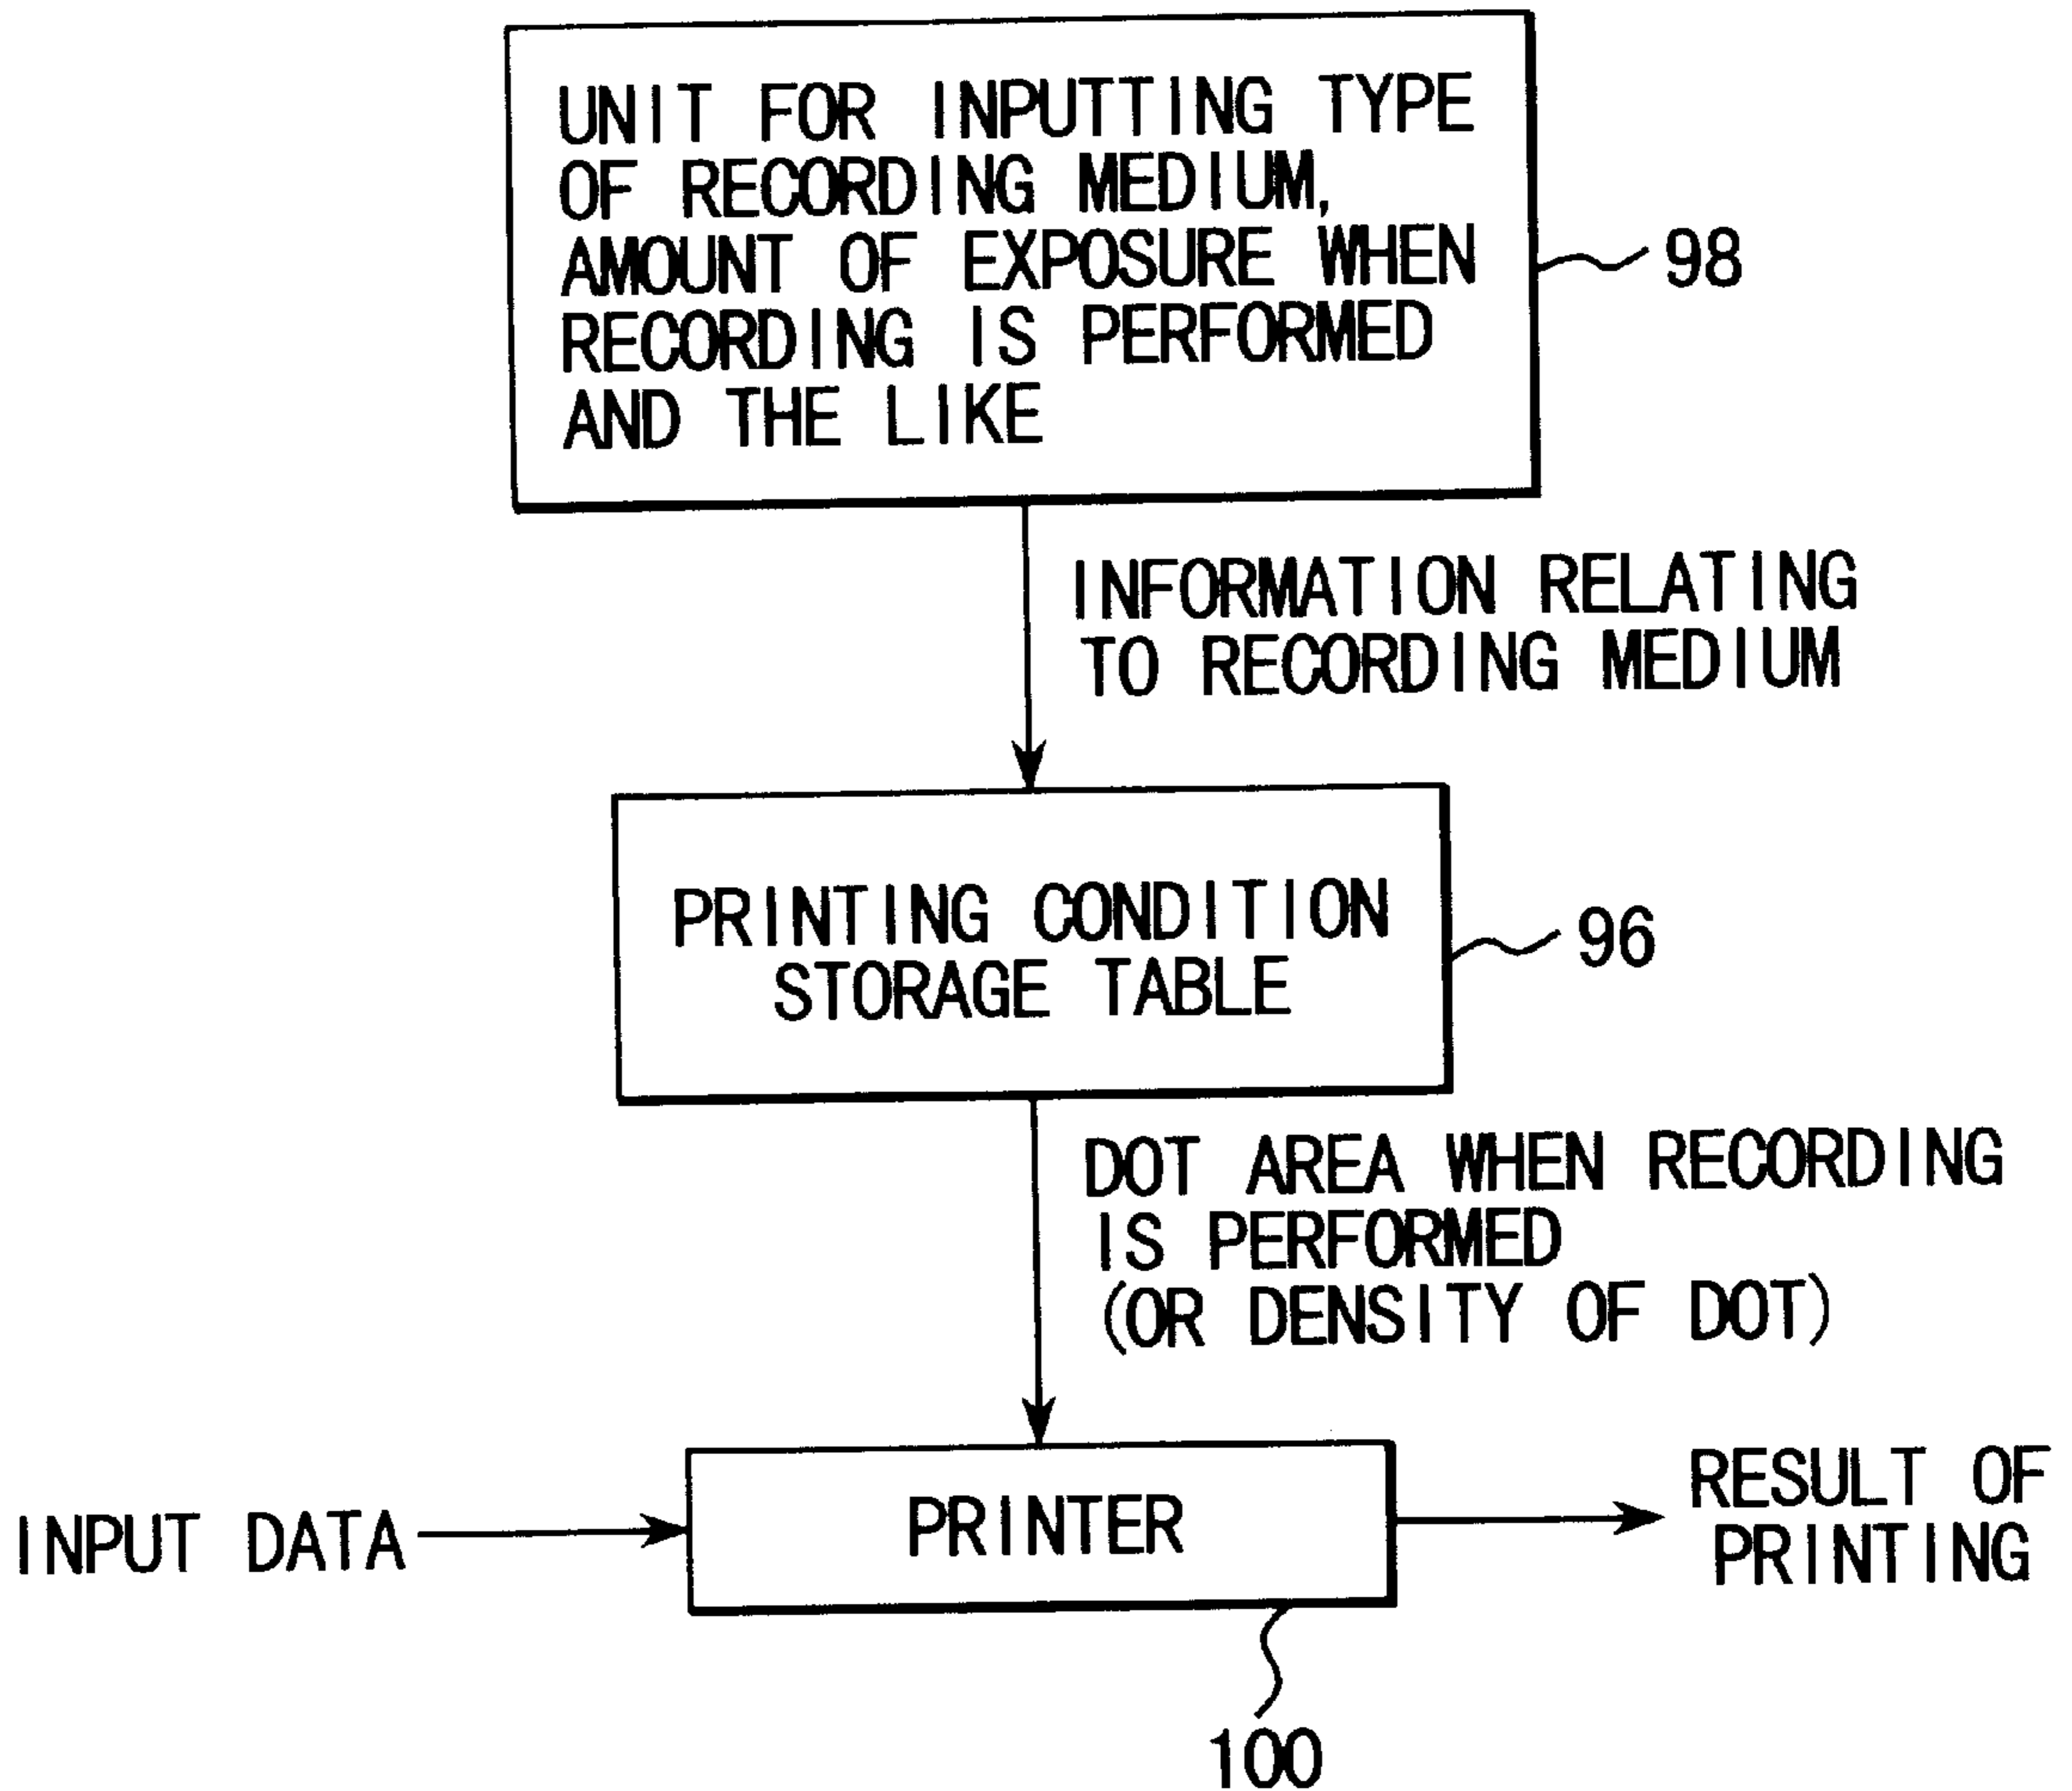 UNIT FOR INPUTTING TYPE
OF RECORDING MEDIUM,
AMOUNT OF EXPOSURE WHEN
RECORDING IS PERFORMED
AND THE LIKE
98
INFORMATION RELATING
TO RECORDING MEDIUM
PRINTING CONDITION
STORAGE TABLE
96
DOT AREA WHEN RECORDING
IS PERFORMED
(OR DENSITY OF DOT)
INPUT DATA
PRINTER
RESULT OF
PRINTING
100